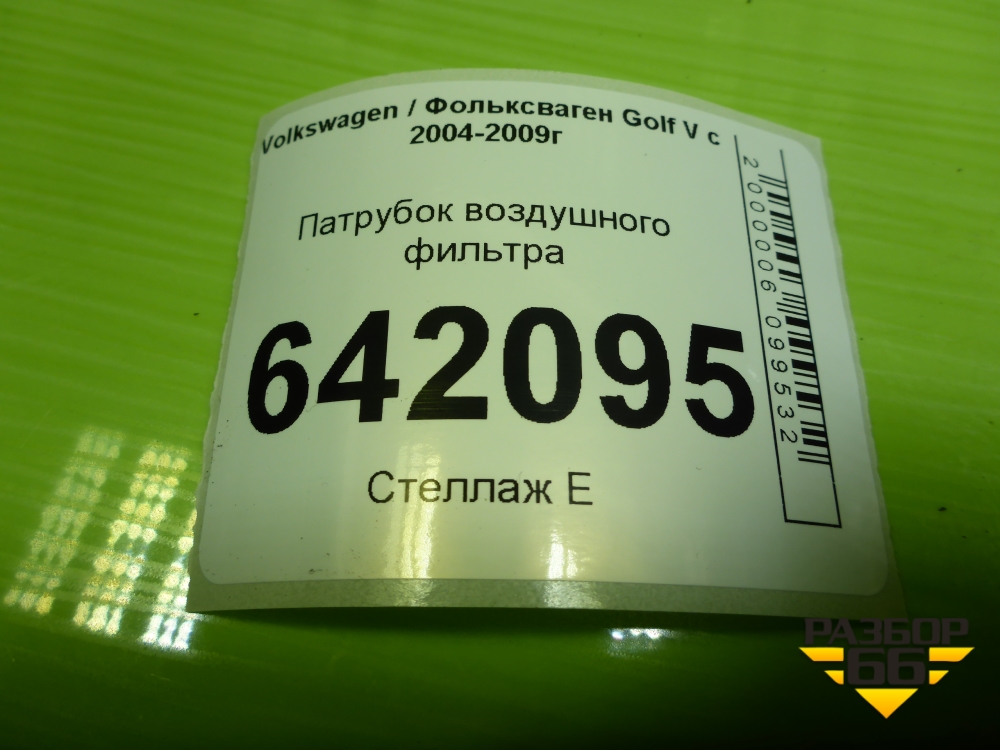 Volkswagen / Фольксваген Golf V с
2004-2009г
Патрубок воздушного
фильтра
642095
Стеллаж Е
2000006099532
РАЗБОР
66